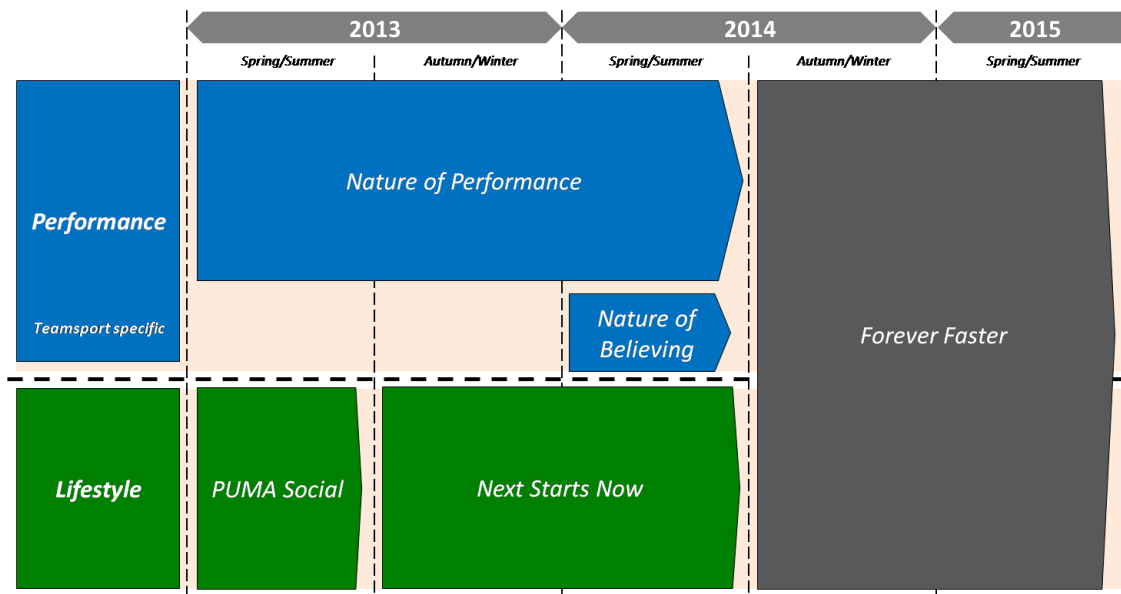 2013
2014
2015
Spring/Summer
Autumn/Winter
Spring/Summer
Autumn/Winter
Spring/Summer
Performance
Teamsport specific
Nature of Performance
Nature of
Believing
Forever Faster
Lifestyle
PUMA Social
Next Starts Now